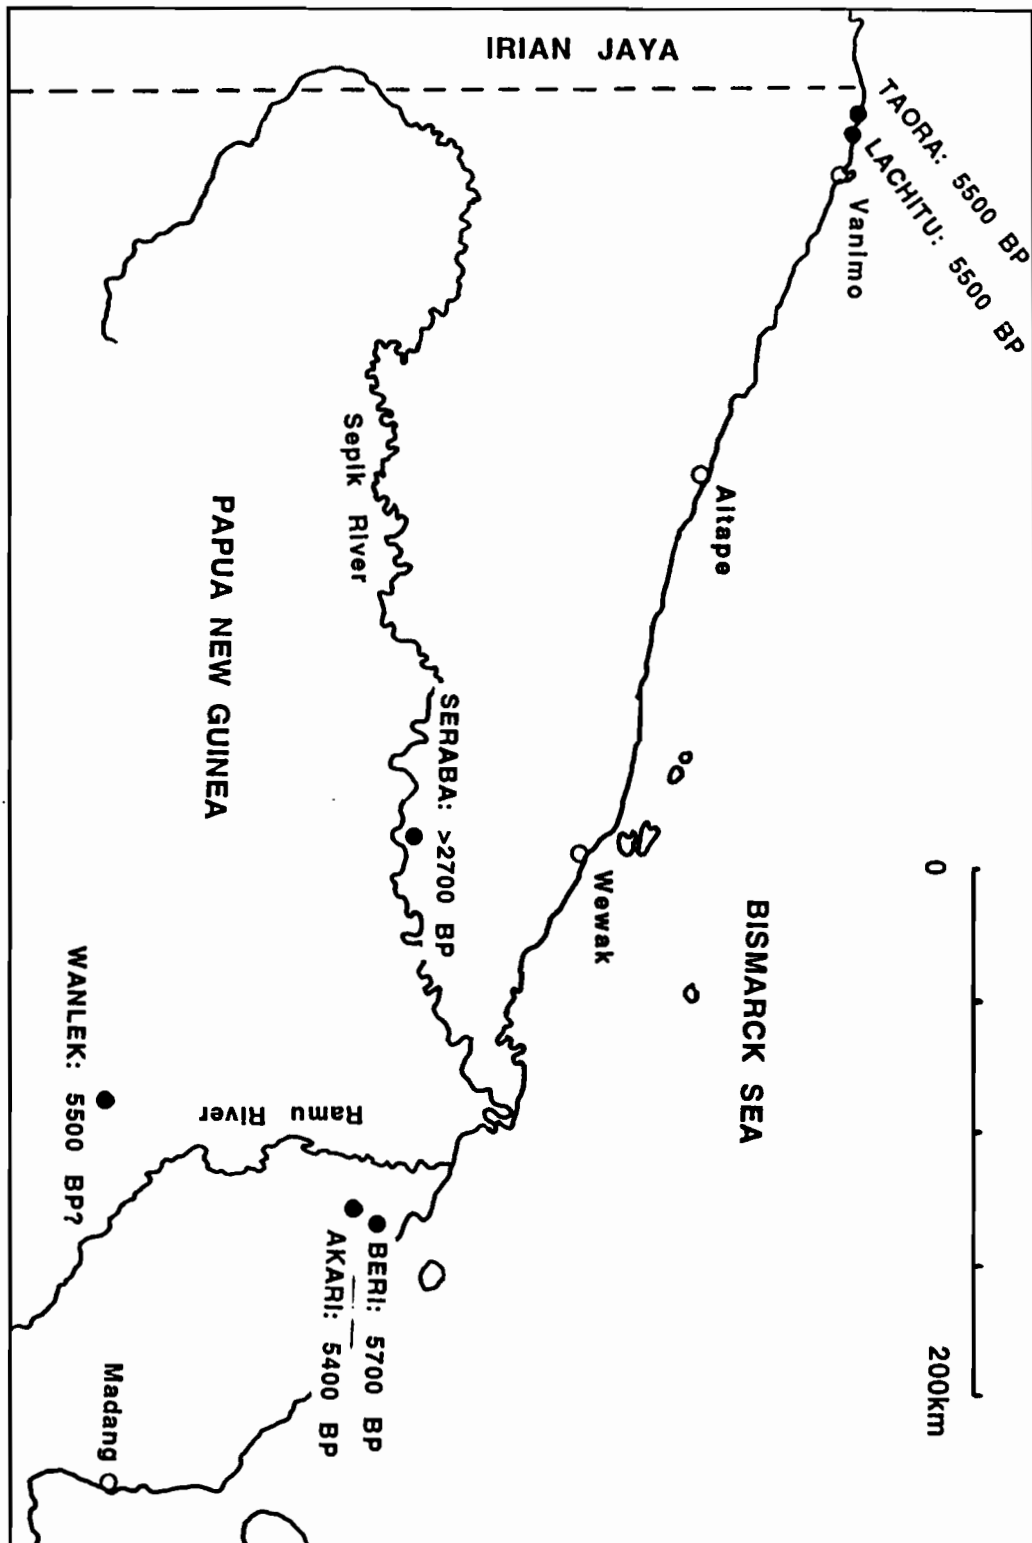 IRIAN JAYA
TAORA: 5500 BP
LACHITU: 5500 BP
Vanimo
Aitape
Sepik River
PAPUA NEW GUINEA
SERABA: >2700 BP
Wewak
BISMARCK SEA
0
200km
WANLEK: 5500 BP?
Ramu River
BERI: 5700 BP
AKARI: 5400 BP
Madang